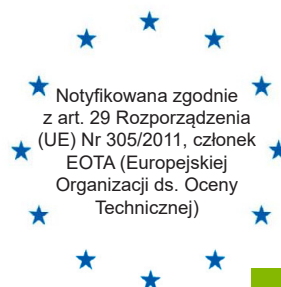 Notyfikowana zgodnie
z art. 29 Rozporządzenia
(UE) Nr 305/2011, członek
EOTA (Europejskiej
Organizacji ds. Oceny
Technicznej)